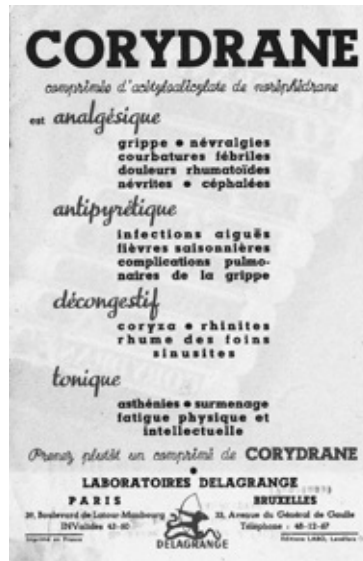 CORYDRANE
comprimés d'acétylsalicylate de noréphédrane
est analgésique
grippe • névralgies
courbatures fébriles
douleurs rhumatoïdes
névrites • céphalées
antipyrétique
infections aiguës
fièvres saisonnières
complications pulmo-
naires de la grippe
décongestif
coryza • rhinites
rhume des foins
sinusites
tonique
asthénies • surmenage
fatigue physique et
intellectuelle
Prenez plutôt un comprimé de CORYDRANE
•
LABORATOIRES DELAGRANGE
PARIS BRUXELLES
39, Boulevard de Latour-Maubourg 33, Avenue du Général de Gaulle
INValides Téléphone : 48-12-67
DELAGRANGE
Imprimé en France Éditions LABO,